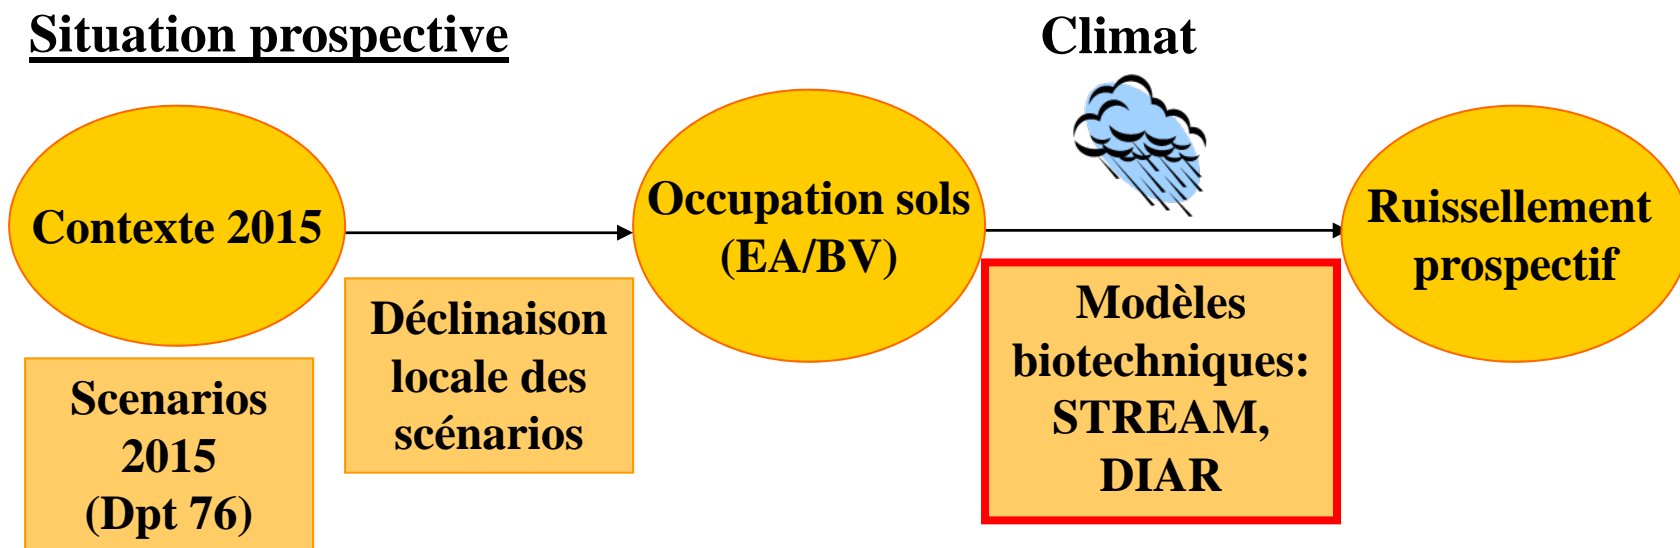 Situation prospective
Climat
Contexte 2015
Occupation sols
(EA/BV)
Ruissellement
prospectif
Scenarios
2015
(Dpt 76)
Déclinaison
locale des
scénarios
Modèles
biotechniques:
STREAM,
DIAR